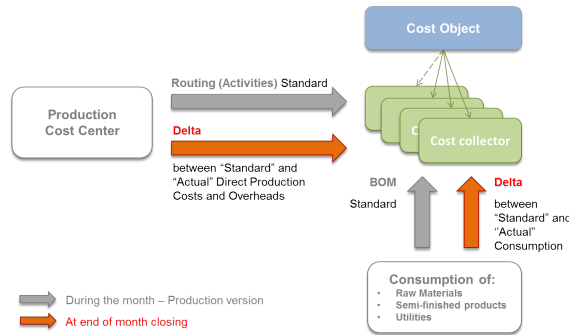 Cost Object
Routing (Activities) Standard
Production
Cost Center
C
Cost collector
Delta
between “Standard” and
“Actual” Direct Production
Costs and Overheads
BOM
Standard
Delta
between
“Standard” and
“Actual”
Consumption
Consumption of:
• Raw Materials
• Semi-finished products
• Utilities
During the month – Production version
At end of month closing